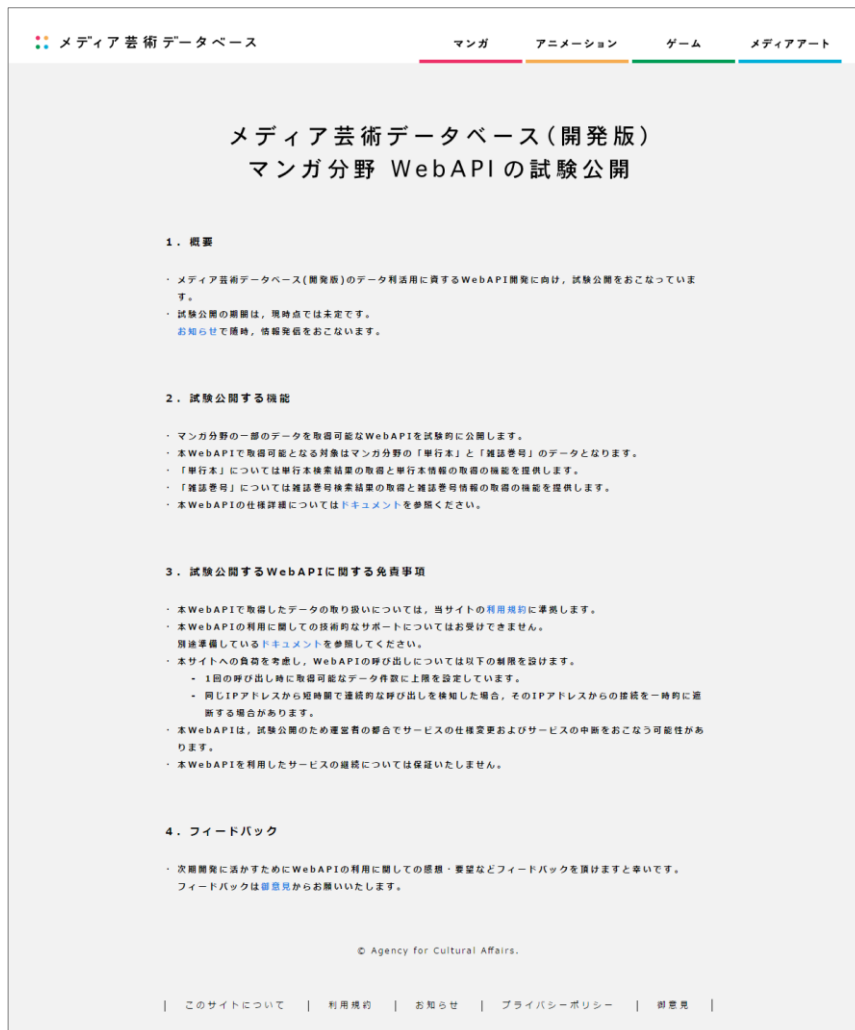 メディア芸術データベース
マンガ アニメーション ゲーム メディアアート
メディア芸術データベース(開発版)
マンガ分野 WebAPIの試験公開
1. 概要
・ メディア芸術データベース(開発版)のデータ利活用に資するWebAPI開発に向け,試験公開をおこなっていま
す。
・ 試験公開の期間は,現時点では未定です。
お知らせで随時,情報発信をおこないます。
2. 試験公開する機能
・ マンガ分野の一部のデータを取得可能なWebAPIを試験的に公開します。
・ 本WebAPIで取得可能となる対象はマンガ分野の「単行本」と「雑誌巻号」のデータとなります。
・ 「単行本」については単行本検索結果の取得と単行本情報の取得の機能を提供します。
・ 「雑誌巻号」については雑誌巻号検索結果の取得と雑誌巻号情報の取得の機能を提供します。
・ 本WebAPIの仕様詳細についてはドキュメントを参照ください。
3. 試験公開するWebAPIに関する免責事項
・ 本WebAPIで取得したデータの取り扱いについては,当サイトの利用規約に準拠します。
・ 本WebAPIの利用に関しての技術的なサポートについてはお受けできません。
別途準備しているドキュメントを参照してください。
・ 本サイトへの負荷を考慮し,WebAPIの呼び出しについては以下の制限を設けます。
- 1回の呼び出し時に取得可能なデータ件数に上限を設定しています。
- 同じIPアドレスから短時間で連続的な呼び出しを検知した場合,そのIPアドレスからの接続を一時的に遮
断する場合があります。
・ 本WebAPIは,試験公開のため運営者の都合でサービスの仕様変更およびサービスの中断をおこなう可能性があ
ります。
・ 本WebAPIを利用したサービスの継続については保証いたしません。
4. フィードバック
・ 次期開発に活かすためにWebAPIの利用に関しての感想・要望などフィードバックを頂けますと幸いです。
フィードバックは御意見からお願いいたします。
© Agency for Cultural Affairs.
| このサイトについて | 利用規約 | お知らせ | プライバシーポリシー | 御意見 |